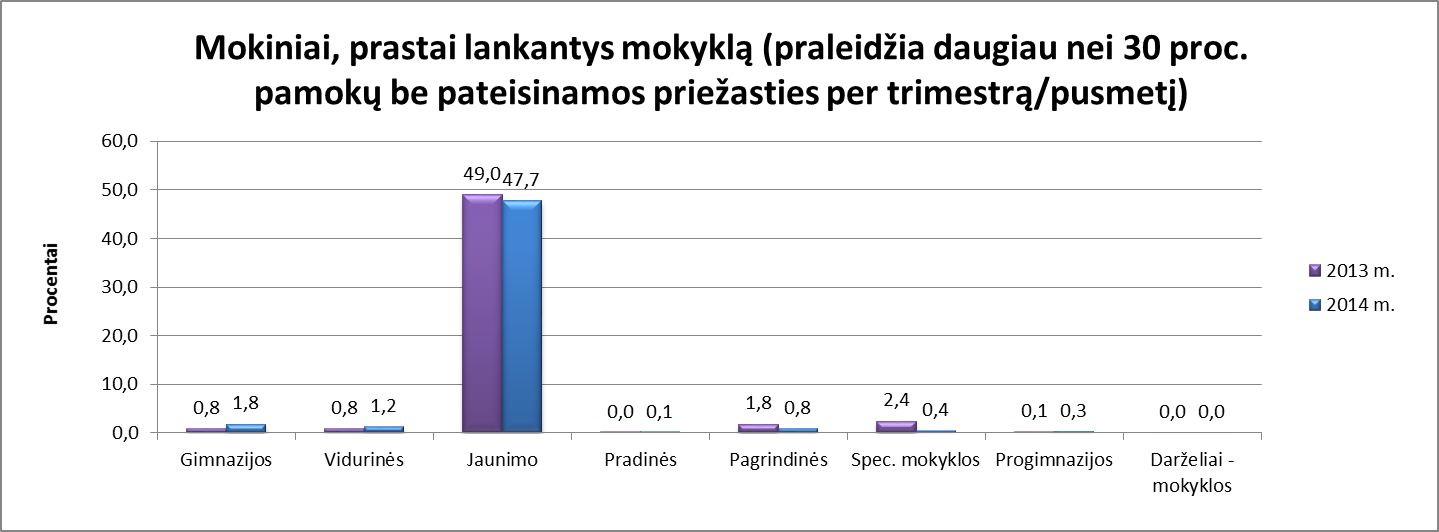 Mokiniai, prastai lankantys mokyklą (praleidžia daugiau nei 30 proc.
pamokų be pateisinamos priežasties per trimestrą/pusmetį)
Procentai
60,0
50,0
40,0
30,0
20,0
10,0
0,0
0,8 1,8
0,8 1,2
49,0 47,7
0,0 0,1
1,8 0,8
2,4 0,4
0,1 0,3
0,0 0,0
Gimnazijos
Vidurinės
Jaunimo
Pradinės
Pagrindinės
Spec. mokyklos
Progimnazijos
Darželiai -
mokyklos
2013 m.
2014 m.